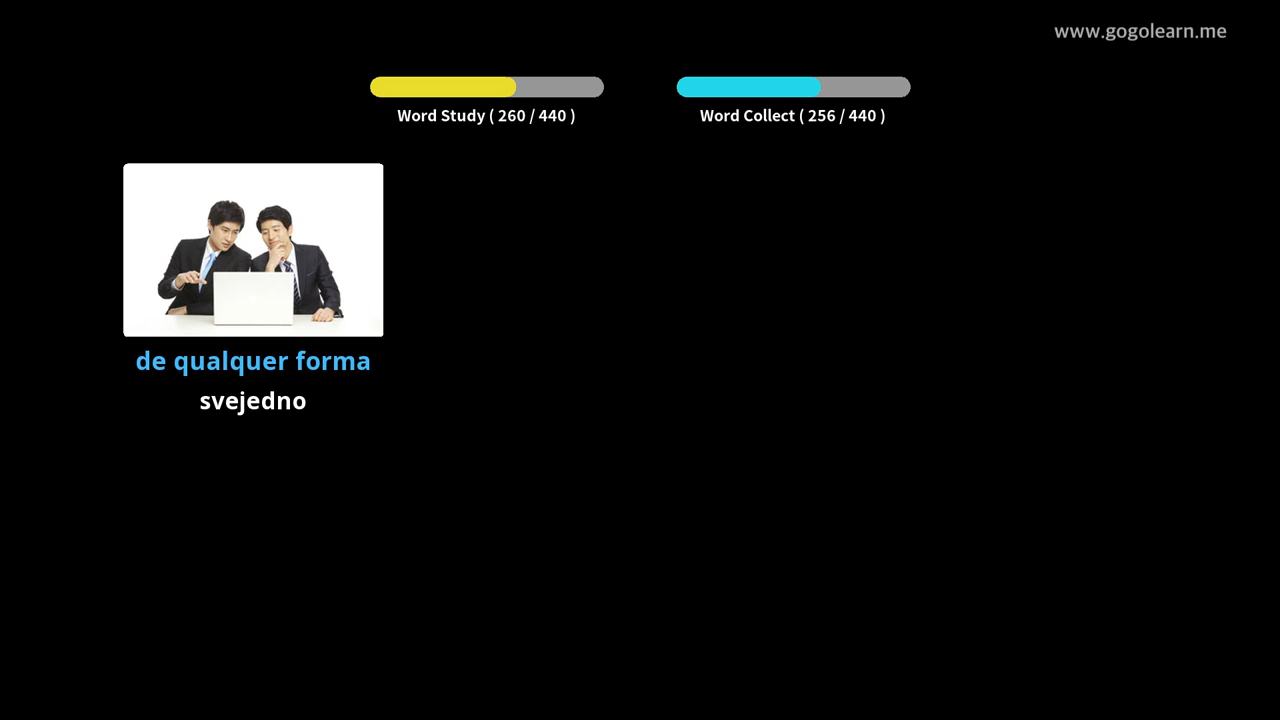 www.gogolearn.me
Word Study ( 260 / 440 )
Word Collect ( 256 / 440 )
de qualquer forma
svejedno